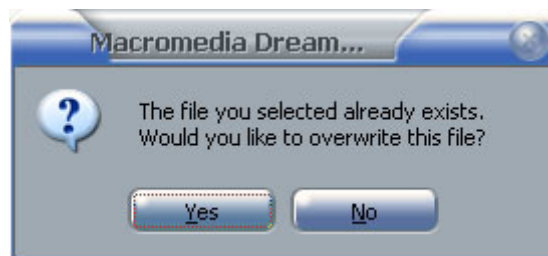 Macromedia Dream...
The file you selected already exists.
Would you like to overwrite this file?
Yes
No